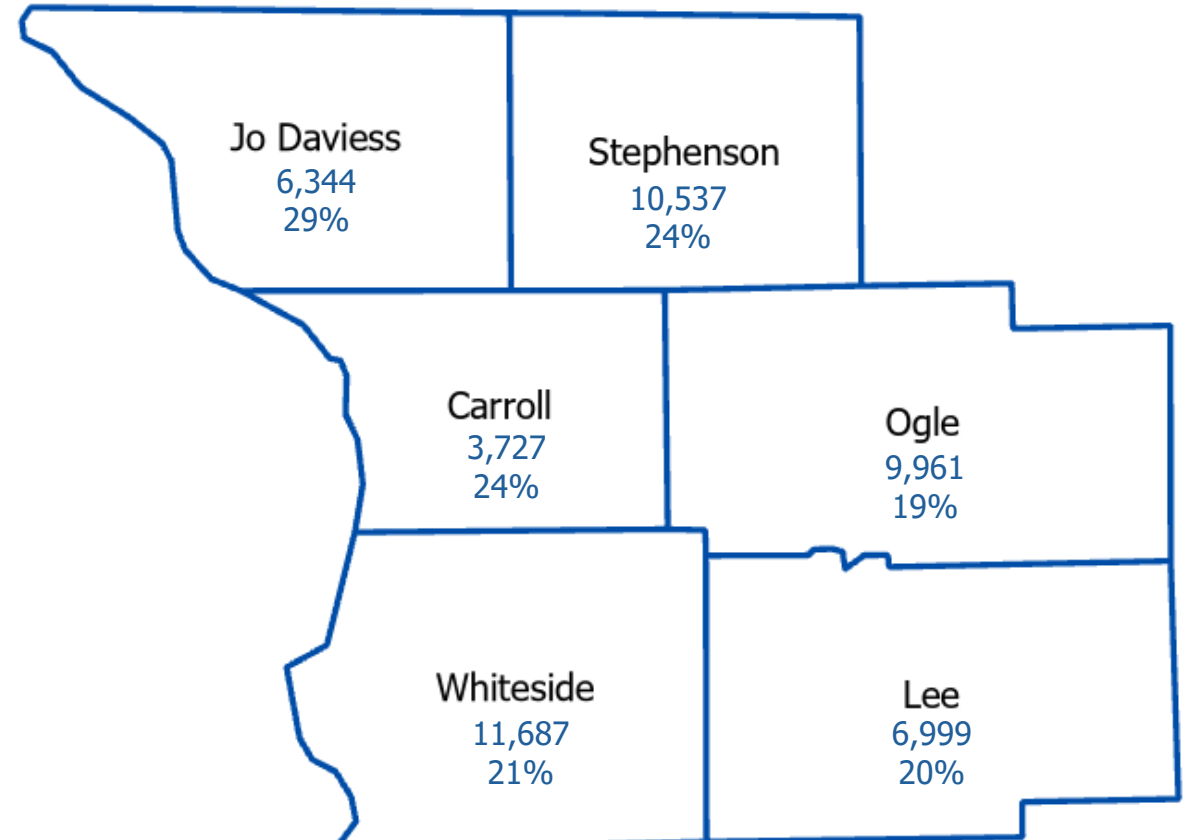 Jo Daviess
6,344
29%
Stephenson
10,537
24%
Carroll
3,727
24%
Ogle
9,961
19%
Whiteside
11,687
21%
Lee
6,999
20%